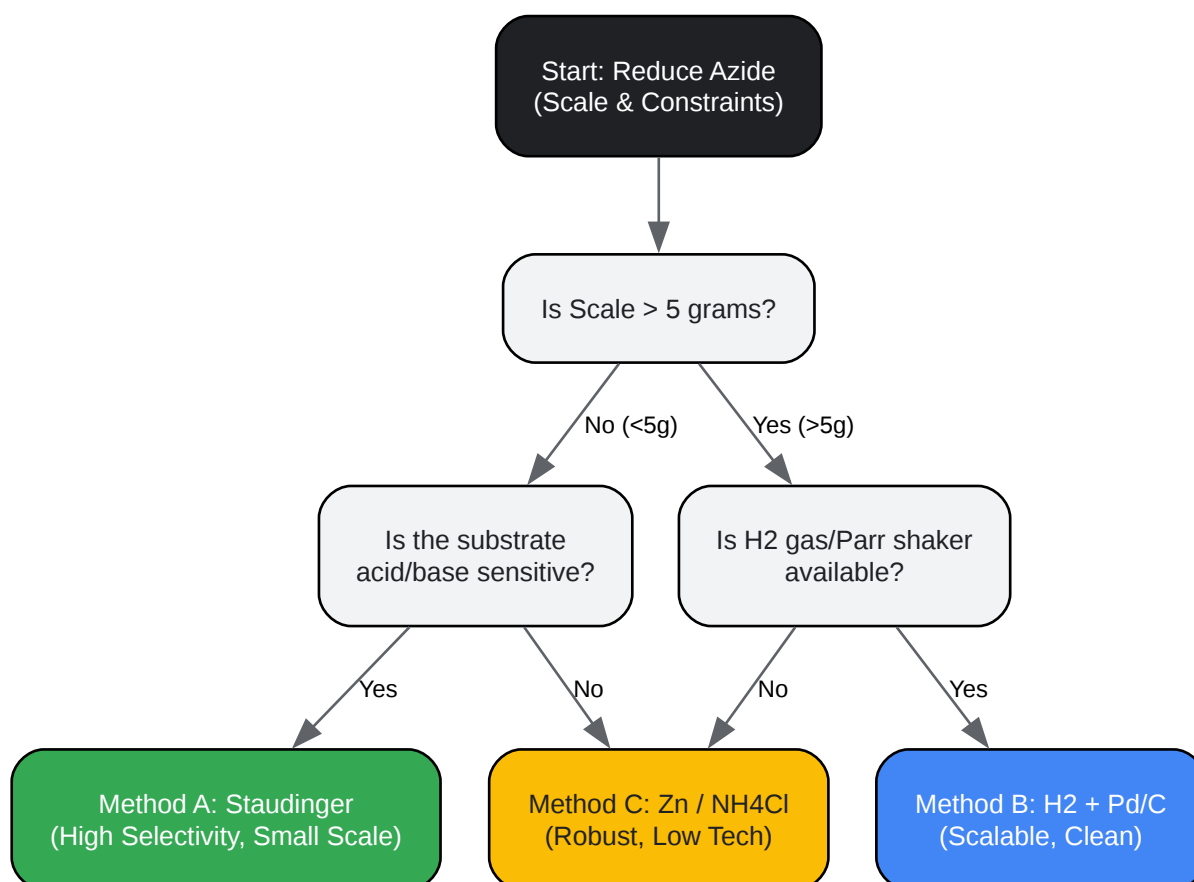 Start: Reduce Azide
(Scale & Constraints)
Is Scale > 5 grams?
No (<5g)
Yes (>5g)
Is the substrate
acid/base sensitive?
Is H2 gas/Parr shaker
available?
Yes
No
No
Yes
Method A: Staudinger
(High Selectivity, Small Scale)
Method C: Zn / NH4Cl
(Robust, Low Tech)
Method B: H2 + Pd/C
(Scalable, Clean)